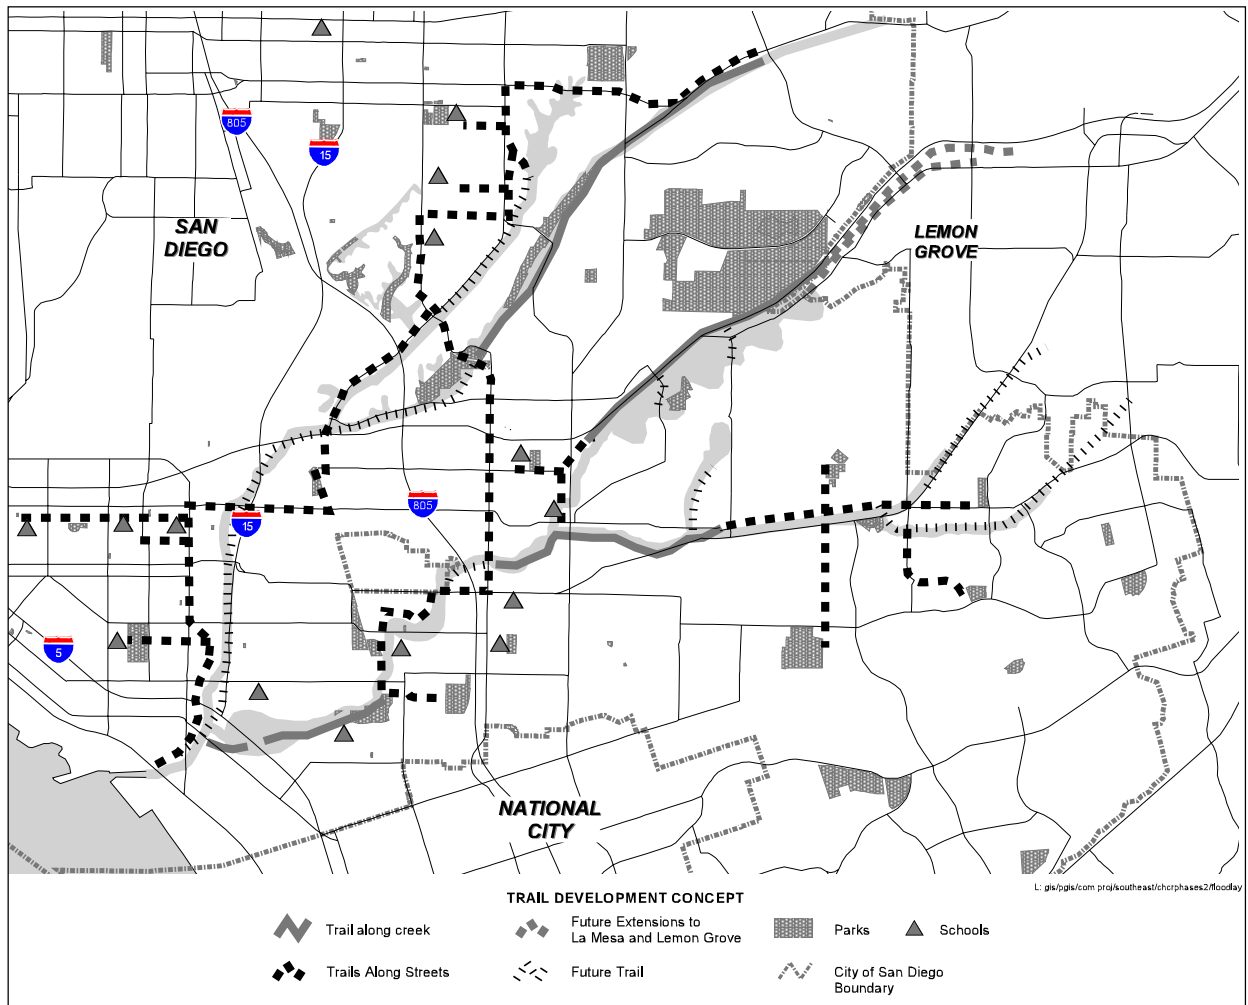 805
15
SAN
DIEGO
LEMON
GROVE
805
15
5
NATIONAL
CITY
L: gis/pgis/com proj/southeast/chcrphases2/floodlay
TRAIL DEVELOPMENT CONCEPT
Trail along creek
Future Extensions to
La Mesa and Lemon Grove
Parks
Schools
Trails Along Streets
Future Trail
City of San Diego
Boundary